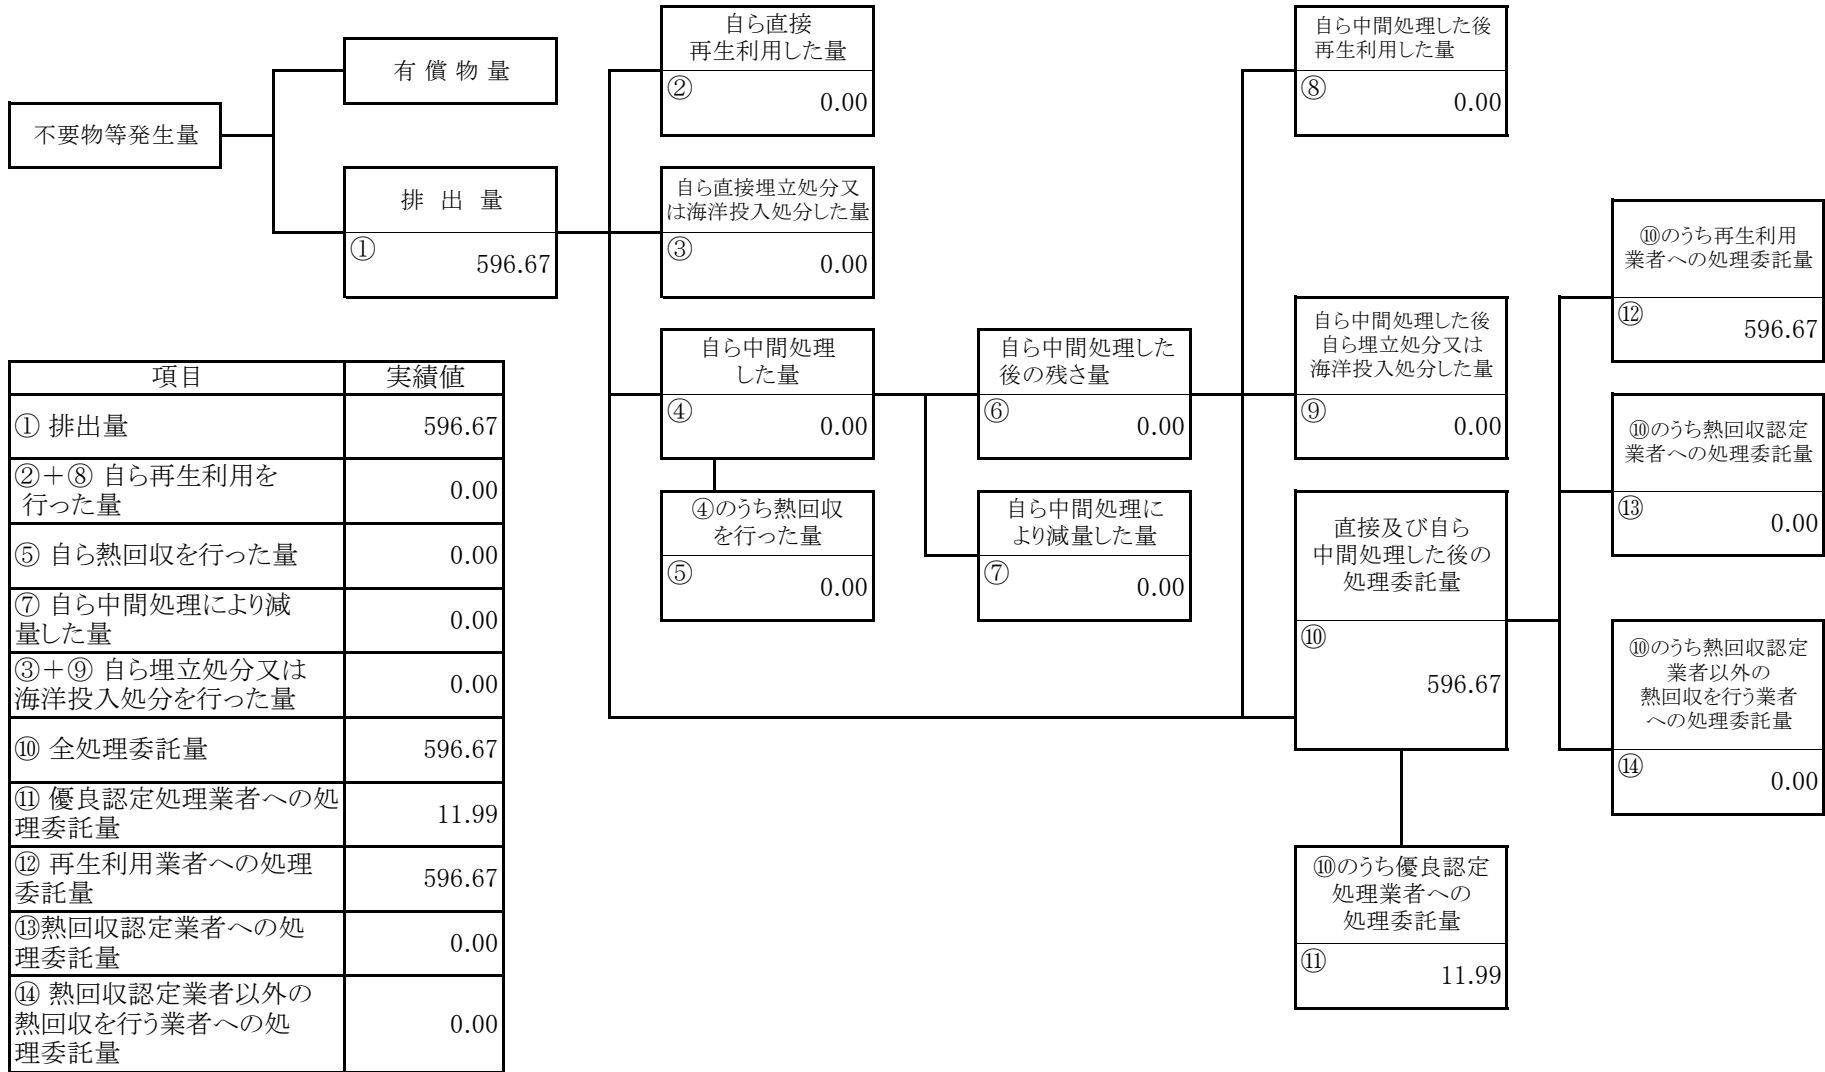 不要物等発生量
有 償 物 量
排 出 量
①
596.67
自ら直接
再生利用した量
②
0.00
自ら直接埋立処分又
は海洋投入処分した量
③
0.00
自ら中間処理
した量
④
0.00
④のうち熱回収
を行った量
⑤
0.00
自ら中間処理した
後の残さ量
⑥
0.00
自ら中間処理に
より減量した量
⑦
0.00
自ら中間処理した後
再生利用した量
⑧
0.00
自ら中間処理した後
自ら埋立処分又は
海洋投入処分した量
⑨
0.00
直接及び自ら
中間処理した後の
処理委託量
⑩
596.67
⑩のうち優良認定
処理業者への
処理委託量
⑪
11.99
⑩のうち再生利用
業者への処理委託量
⑫
596.67
⑩のうち熱回収認定
業者への処理委託量
⑬
0.00
⑩のうち熱回収認定
業者以外の
熱回収を行う業者
への処理委託量
⑭
0.00
項目 実績値
① 排出量 596.67
②＋⑧ 自ら再生利用を
行った量 0.00
⑤ 自ら熱回収を行った量 0.00
⑦ 自ら中間処理により減
量した量 0.00
③＋⑨ 自ら埋立処分又は
海洋投入処分を行った量 0.00
⑩ 全処理委託量 596.67
⑪ 優良認定処理業者への処
理委託量 11.99
⑫ 再生利用業者への処理
委託量 596.67
⑬熱回収認定業者への処
理委託量 0.00
⑭ 熱回収認定業者以外の
熱回収を行う業者への処
理委託量 0.00